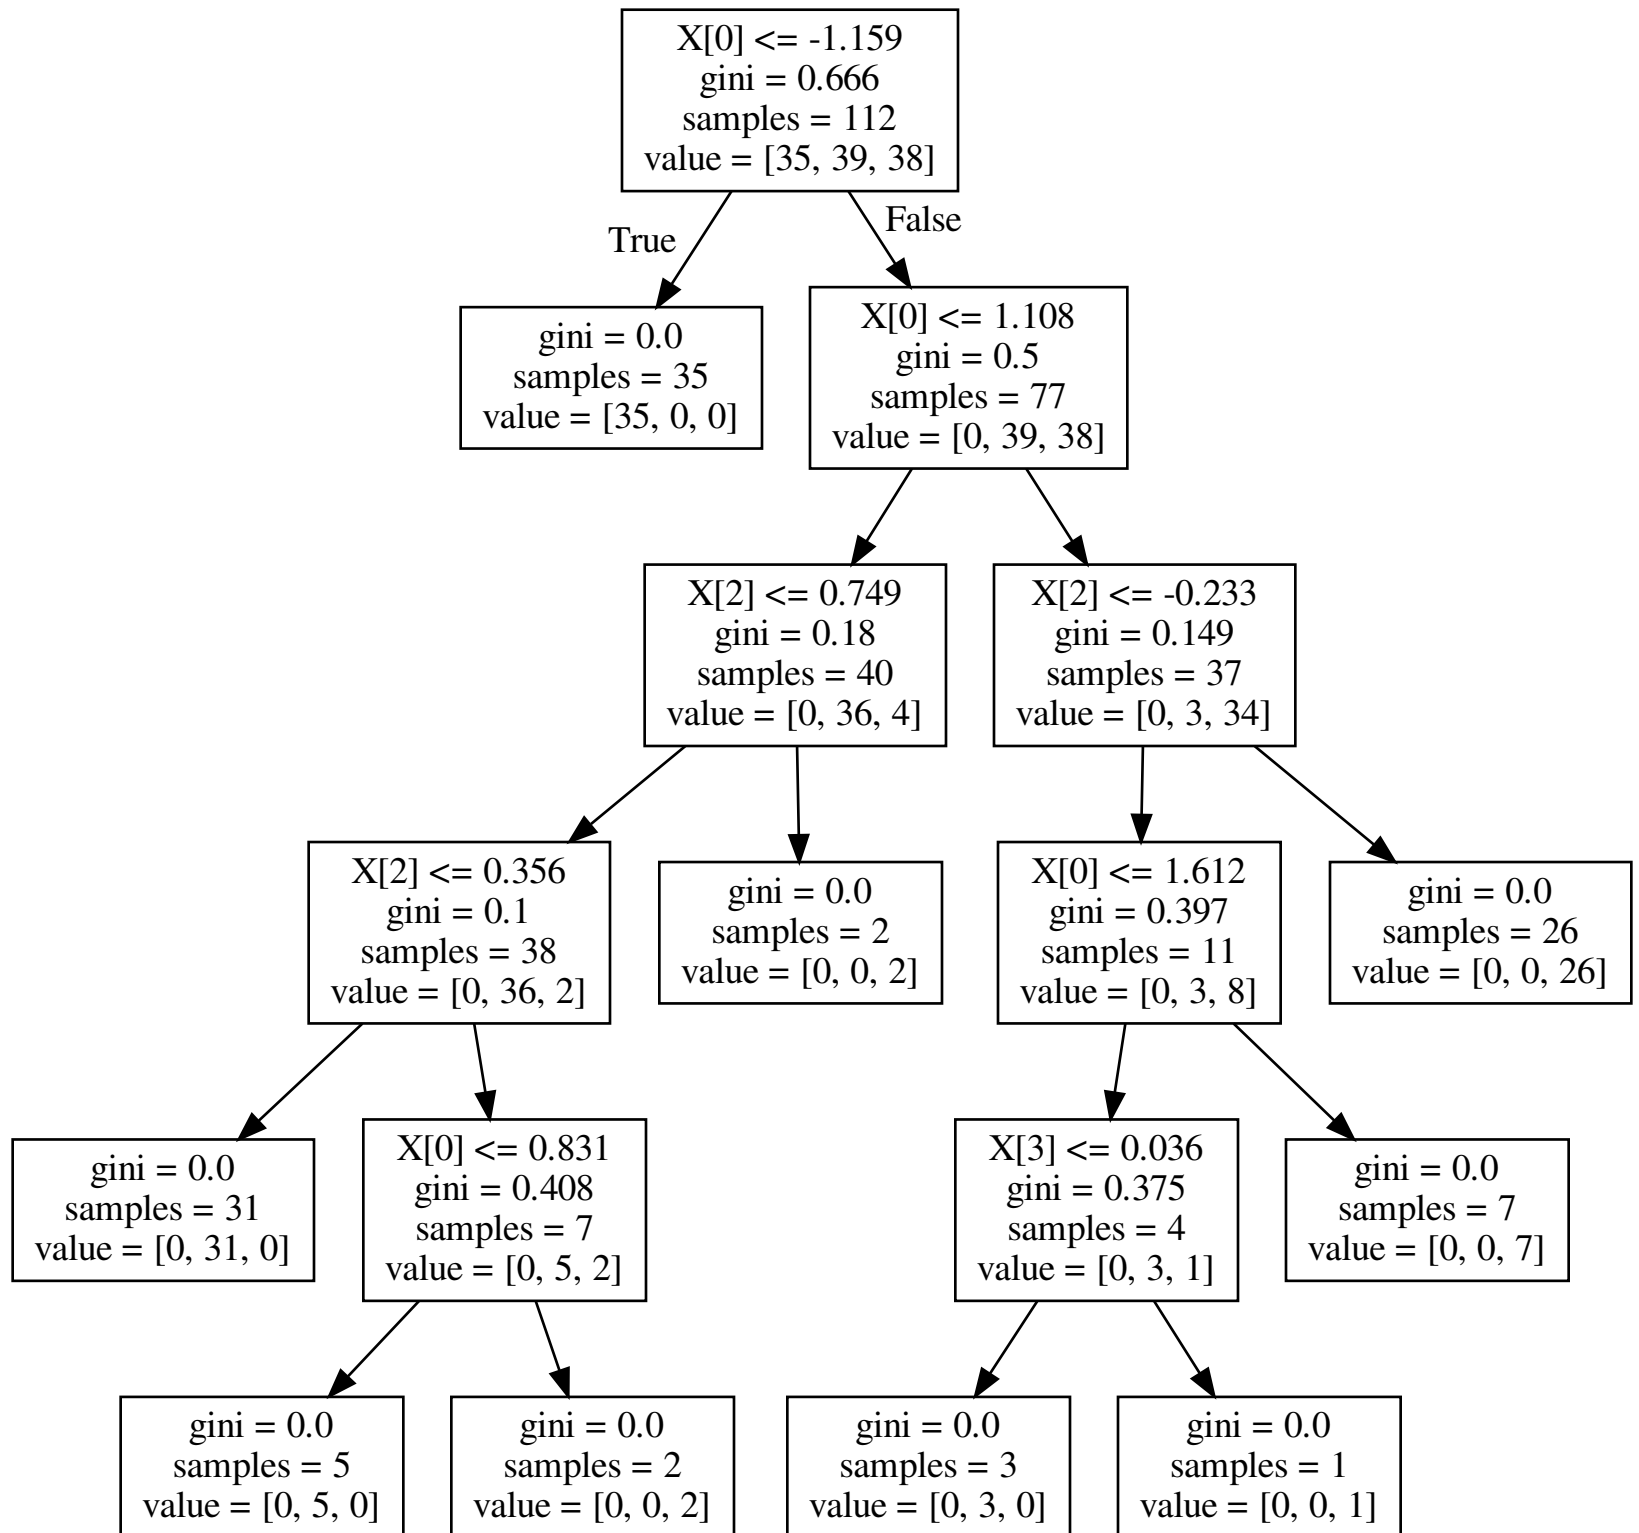 X[0] <= -1.159
gini = 0.666
samples = 112
value = [35, 39, 38]
True
False
gini = 0.0
samples = 35
value = [35, 0, 0]
X[0] <= 1.108
gini = 0.5
samples = 77
value = [0, 39, 38]
X[2] <= 0.749
gini = 0.18
samples = 40
value = [0, 36, 4]
X[2] <= -0.233
gini = 0.149
samples = 37
value = [0, 3, 34]
X[2] <= 0.356
gini = 0.1
samples = 38
value = [0, 36, 2]
gini = 0.0
samples = 2
value = [0, 0, 2]
X[0] <= 1.612
gini = 0.397
samples = 11
value = [0, 3, 8]
gini = 0.0
samples = 26
value = [0, 0, 26]
gini = 0.0
samples = 31
value = [0, 31, 0]
X[0] <= 0.831
gini = 0.408
samples = 7
value = [0, 5, 2]
X[3] <= 0.036
gini = 0.375
samples = 4
value = [0, 3, 1]
gini = 0.0
samples = 7
value = [0, 0, 7]
gini = 0.0
samples = 5
value = [0, 5, 0]
gini = 0.0
samples = 2
value = [0, 0, 2]
gini = 0.0
samples = 3
value = [0, 3, 0]
gini = 0.0
samples = 1
value = [0, 0, 1]